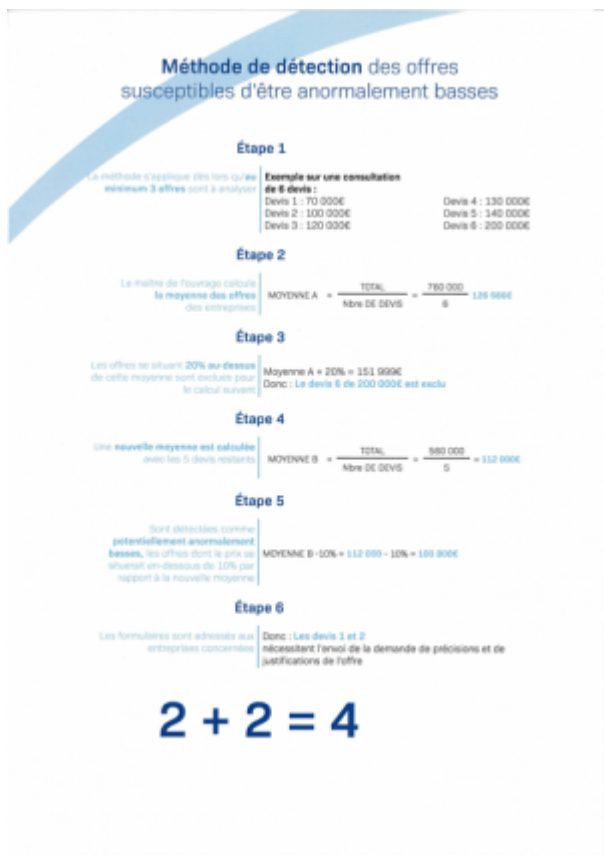 Méthode de détection des offres
susceptibles d'être anormalement basses
Étape 1
La méthode s'applique dès lors qu'au
minimum 3 offres sont à analyser
Exemple sur une consultation
de 6 devis :
Devis 1 : 70 000€
Devis 2 : 100 000€
Devis 3 : 120 000€
Devis 4 : 130 000€
Devis 5 : 140 000€
Devis 6 : 200 000€
Étape 2
Le maître de l'ouvrage calcule
la moyenne des offres
des entreprises
MOYENNE A = TOTAL / Nbre DE DEVIS = 760 000 / 6 126 666€
Étape 3
Les offres se situant 20% au-dessus
de cette moyenne sont exclues pour
le calcul suivant
Moyenne A + 20% = 151 999€
Donc : Le devis 6 de 200 000€ est exclu
Étape 4
Une nouvelle moyenne est calculée
avec les 5 devis restants
MOYENNE B = TOTAL / Nbre DE DEVIS = 560 000 / 5 = 112 000€
Étape 5
Sont détectées comme
potentiellement anormalement
basses, les offres dont le prix se
situerait en-dessous de 10% par
rapport à la nouvelle moyenne
MOYENNE B -10% = 112 000 - 10% = 100 800€
Étape 6
Les formulaires sont adressés aux
entreprises concernées
Donc : Les devis 1 et 2
nécessitent l'envoi de la demande de précisions et de
justifications de l'offre
2 + 2 = 4